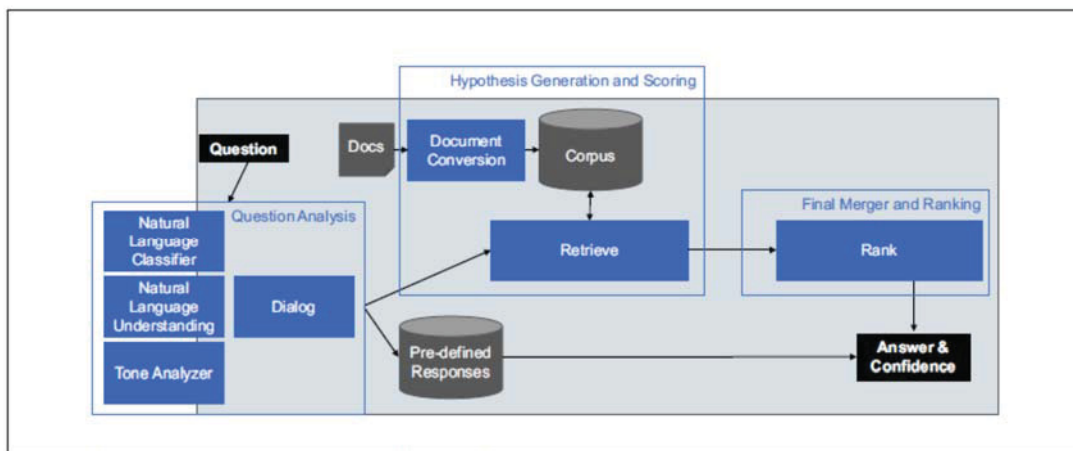 Hypothesis Generation and Scoring
Question
Docs
Document
Conversion
Corpus
Question Analysis
Natural
Language
Classifier
Natural
Language
Understanding
Tone Analyzer
Dialog
Retrieve
Final Merger and Ranking
Rank
Pre-defined
Responses
Answer &
Confidence